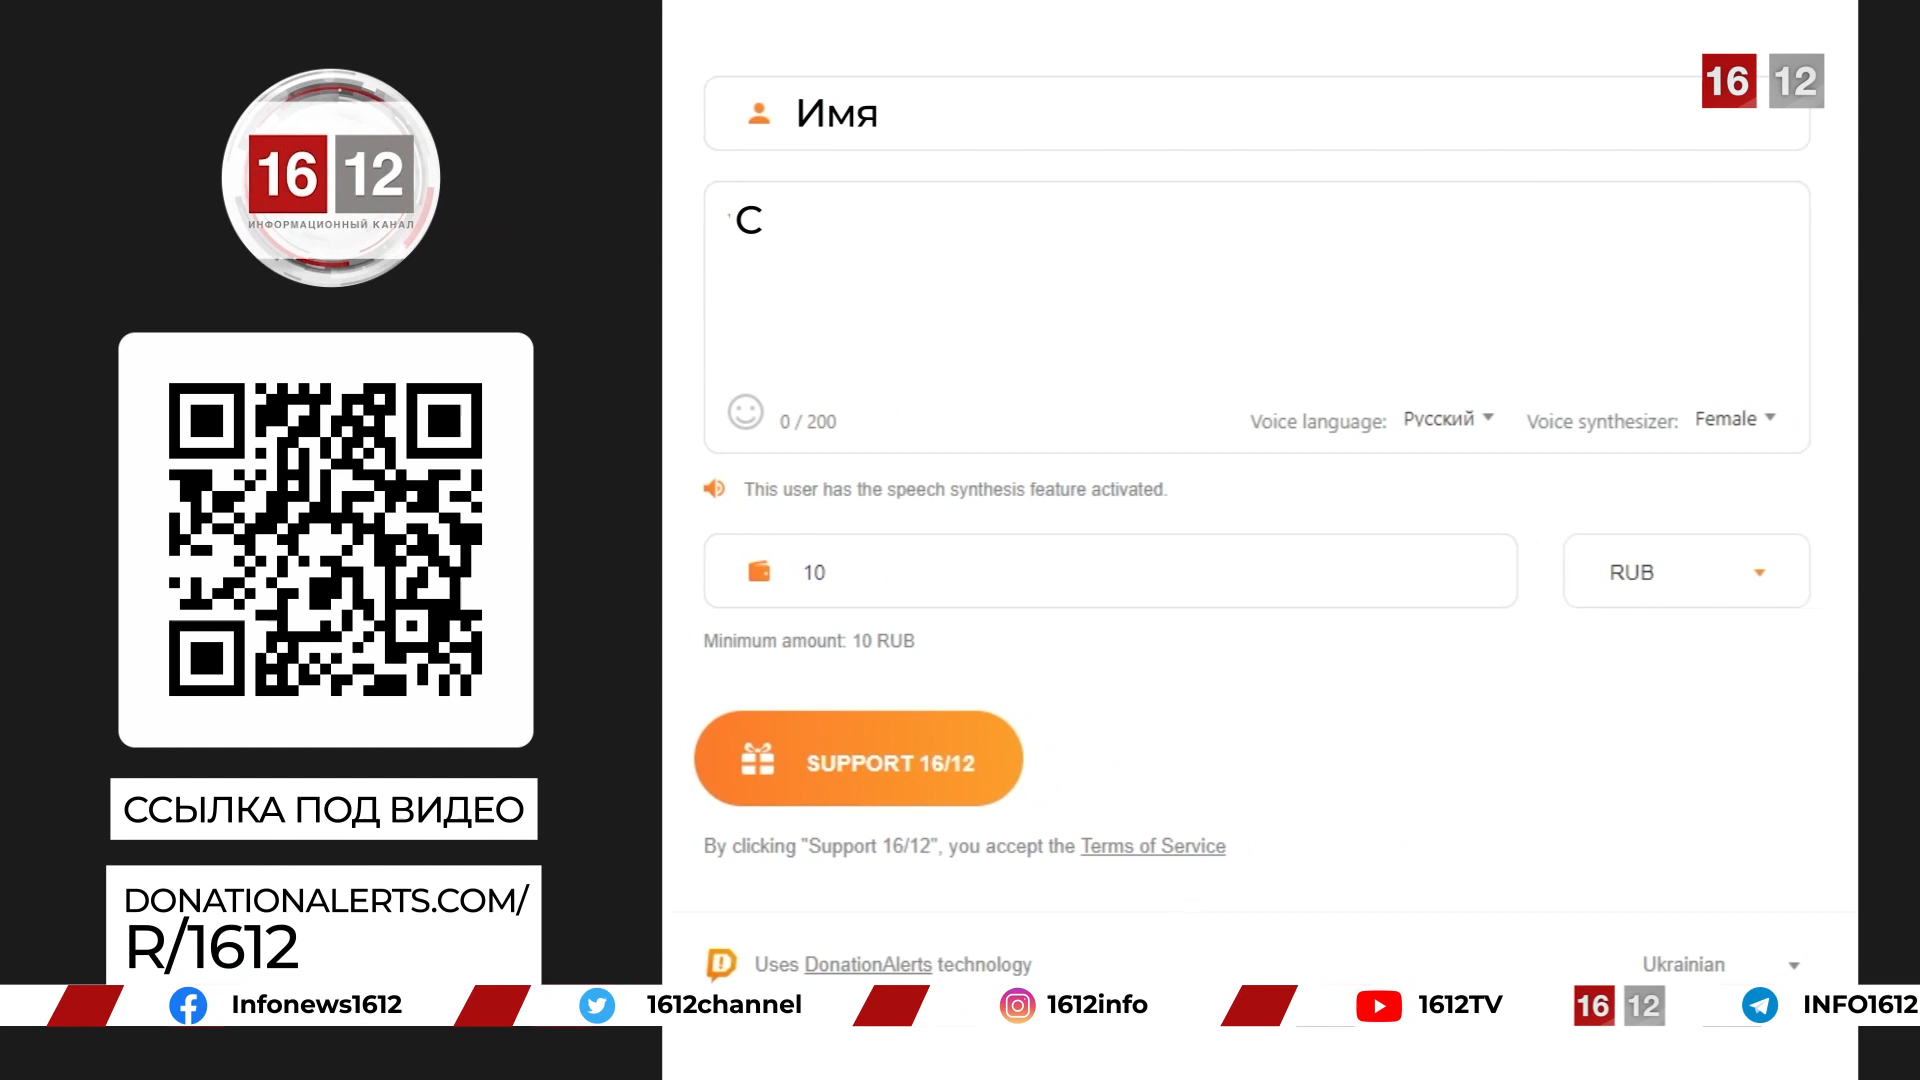 16 12
ИНФОРМАЦИОННЫЙ КАНАЛ
ССЫЛКА ПОД ВИДЕО
DONATIONALERTS.COM/
R/1612
16 12
Имя
С
0 / 200
Voice language: Русский
Voice synthesizer: Female
This user has the speech synthesis feature activated.
10
RUB
Minimum amount: 10 RUB
SUPPORT 16/12
By clicking "Support 16/12", you accept the Terms of Service
Uses DonationAlerts technology
Ukrainian
Infonews1612
1612channel
1612info
1612TV
16 12
INFO1612